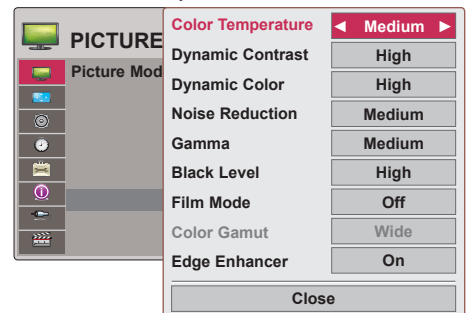 PICTURE
Picture Mod
Color Temperature ◄ Medium ►
Dynamic Contrast High
Dynamic Color High
Noise Reduction Medium
Gamma Medium
Black Level High
Film Mode Off
Color Gamut Wide
Edge Enhancer On
Close